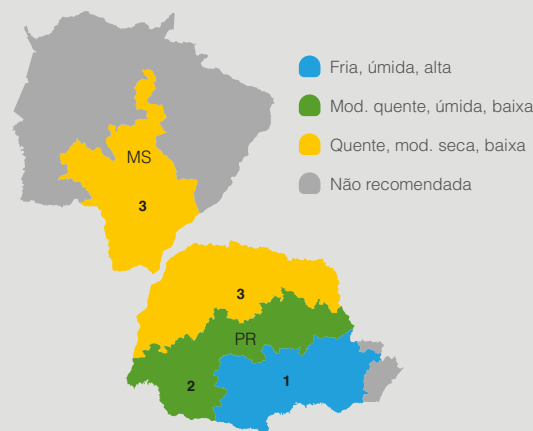 Fria, úmida, alta
Mod. quente, úmida, baixa
Quente, mod. seca, baixa
Não recomendada
MS
3
3
PR
2
1